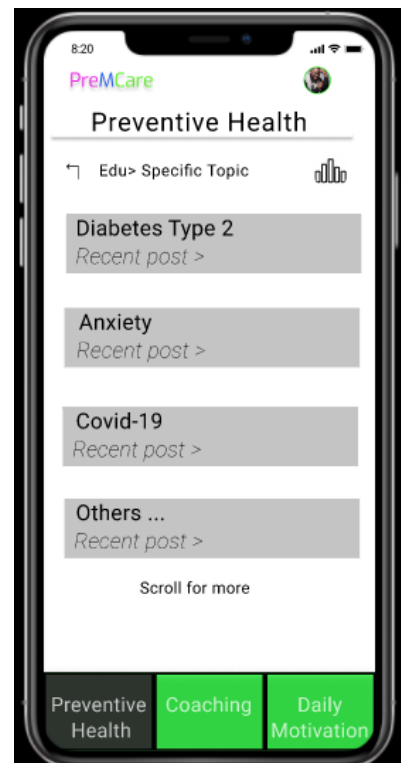 8:20
PreMCare
Preventive Health
Edu> Specific Topic
Diabetes Type 2
Recent post >
Anxiety
Recent post >
Covid-19
Recent post >
Others ...
Recent post >
Scroll for more
Preventive
Health
Coaching
Daily
Motivation